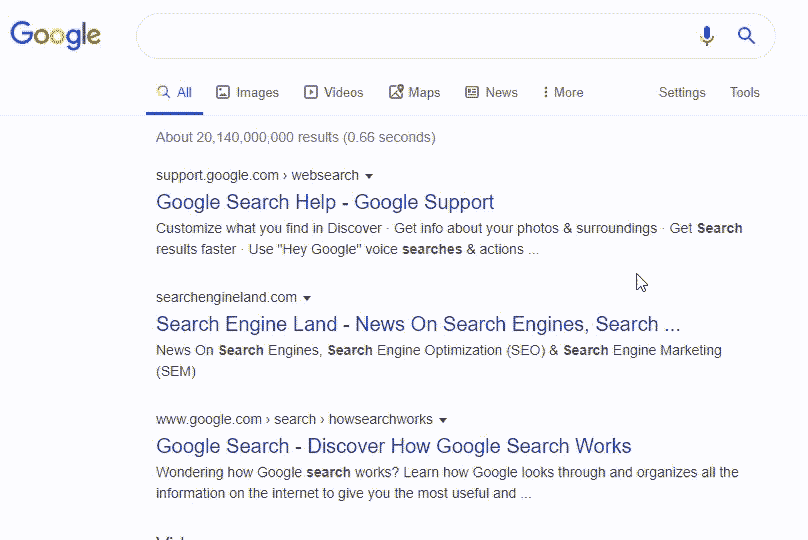 Google
All Images Videos Maps News More Settings Tools
About 20,140,000,000 results (0.66 seconds)
support.google.com › websearch
Google Search Help - Google Support
Customize what you find in Discover · Get info about your photos & surroundings · Get Search
results faster · Use "Hey Google" voice searches & actions ...
searchengineland.com
Search Engine Land - News On Search Engines, Search ...
News On Search Engines, Search Engine Optimization (SEO) & Search Engine Marketing
(SEM)
www.google.com › search › howsearchworks
Google Search - Discover How Google Search Works
Wondering how Google search works? Learn how Google looks through and organizes all the
information on the internet to give you the most useful and ...